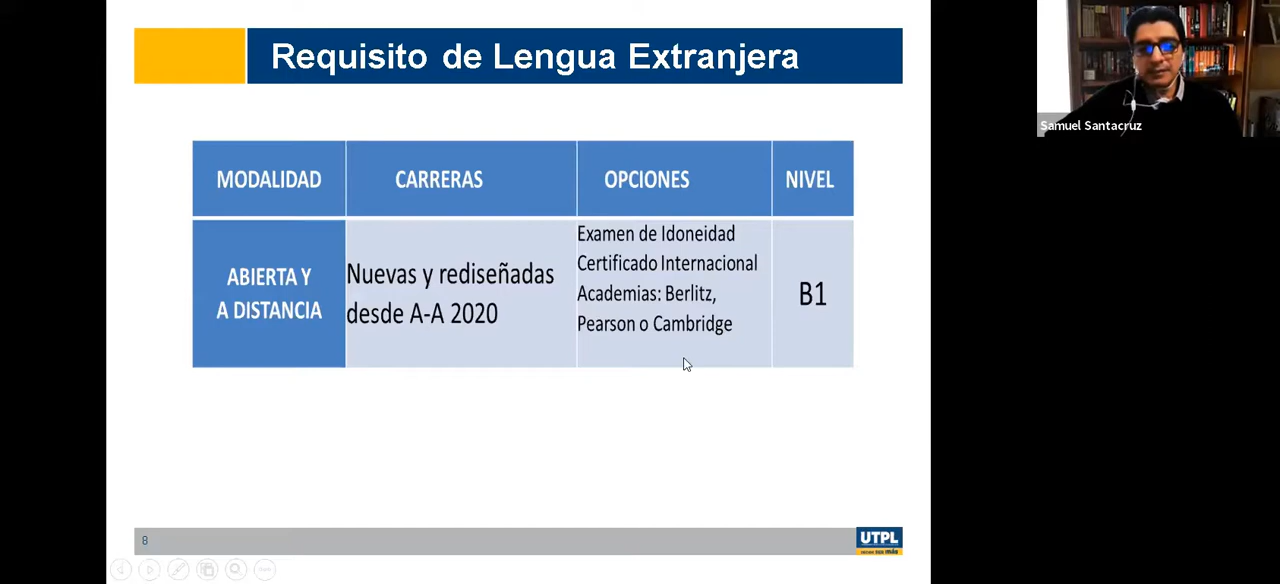 Requisito de Lengua Extranjera
Samuel Santacruz
MODALIDAD
CARRERAS
OPCIONES
NIVEL
ABIERTA Y
A DISTANCIA
Nuevas y rediseñadas
desde A-A 2020
Examen de Idoneidad
Certificado Internacional
Academias: Berlitz,
Pearson o Cambridge
B1
8
UTPL